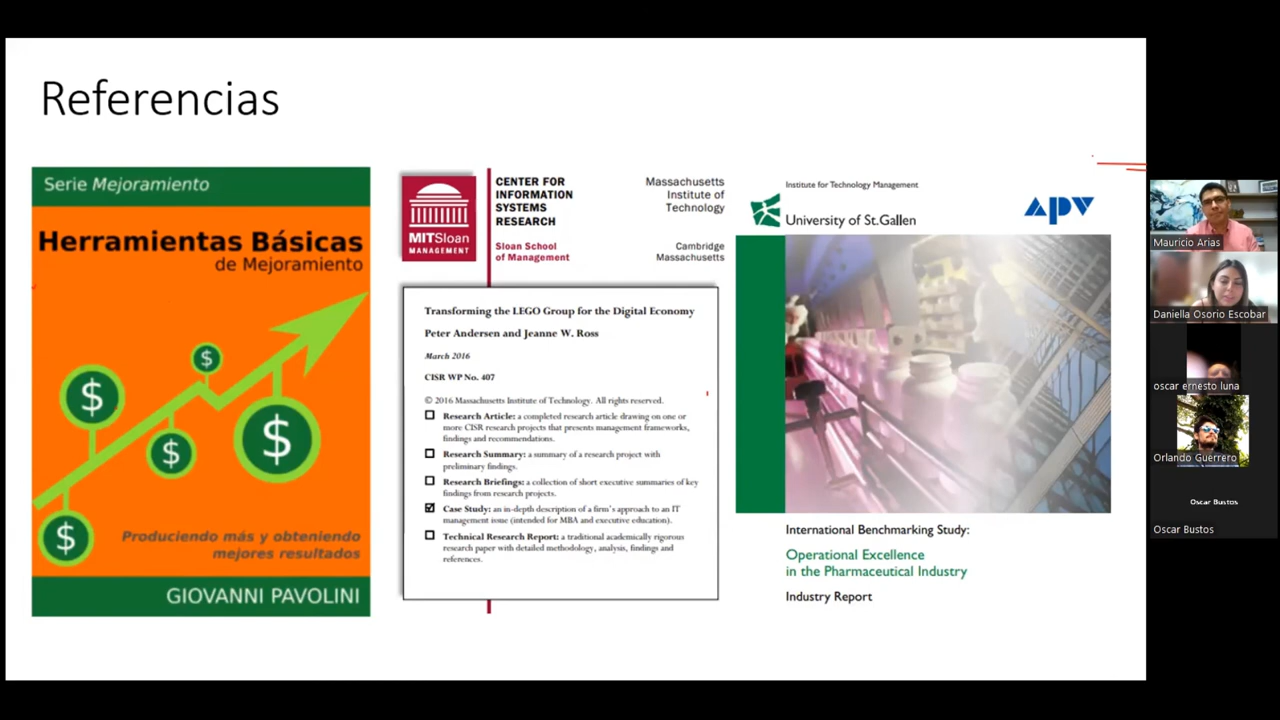 Referencias
Serie Mejoramiento
Herramientas Básicas
de Mejoramiento
$
$
$
$
$
Produciendo más y obteniendo
mejores resultados
GIOVANNI PAVOLINI
MITSloan
MANAGEMENT
CENTER FOR
INFORMATION
SYSTEMS
RESEARCH
Sloan School
of Management
Massachusetts
Institute of
Technology
Cambridge
Massachusetts
Transforming the LEGO Group for the Digital Economy
Peter Andersen and Jeanne W. Ross
March 2016
CISR WP No. 407
© 2016 Massachusetts Institute of Technology. All rights reserved.
Research Article: a completed research article drawing on one or
more CISR research projects that presents management frameworks,
findings and recommendations.
Research Summary: a summary of a research project with
preliminary findings.
Research Briefings: a collection of short executive summaries of key
findings from research projects.
Case Study: an in-depth description of a firm's approach to an IT
management issue (intended for MBA and executive education).
Technical Research Report: a traditional academically rigorous
research paper with detailed methodology, analysis, findings and
references.
Institute for Technology Management
University of St.Gallen
apv
International Benchmarking Study:
Operational Excellence
in the Pharmaceutical Industry
Industry Report
Mauricio Arias
Daniella Osorio Escobar
oscar ernesto luna
Orlando Guerrero
Oscar Bustos
Oscar Bustos